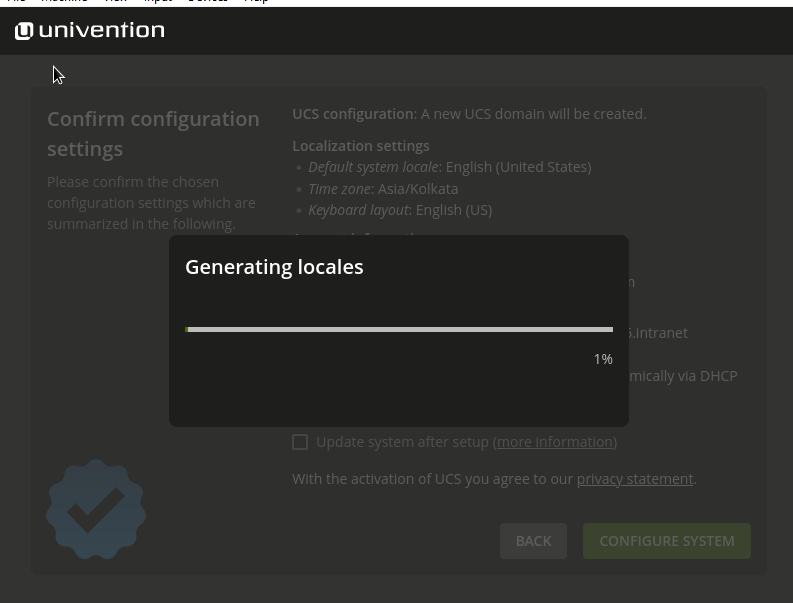 univention
Confirm configuration
settings
Please confirm the chosen
configuration settings which are
summarized in the following.
UCS configuration: A new UCS domain will be created.
Localization settings
Default system locale: English (United States)
Time zone: Asia/Kolkata
Keyboard layout: English (US)
Generating locales
1%
.intranet
mically via DHCP
Update system after setup (more information)
With the activation of UCS you agree to our privacy statement.
BACK
CONFIGURE SYSTEM